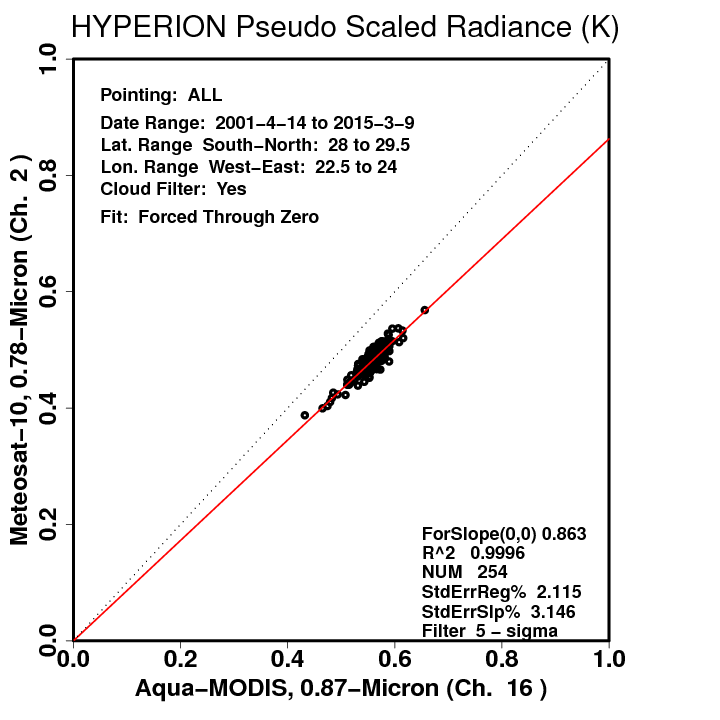 HYPERION Pseudo Scaled Radiance (K)
Pointing:  ALL
Date Range:  2001−4−14 to 2015−3−9
Lat. Range  South−North:  28 to 29.5
Lon. Range  West−East:  22.5 to 24
Cloud Filter:  Yes
Fit:  Forced Through Zero
ForSlope(0,0) 0.863
R^2   0.9996
NUM   254
StdErrReg%  2.115
StdErrSlp%  3.146
Filter  5 − sigma
Meteosat−10, 0.78−Micron (Ch.  2 )
1.0
0.8
0.6
0.4
0.2
0.0
0.0 0.2 0.4 0.6 0.8 1.0
Aqua−MODIS, 0.87−Micron (Ch.  16 )